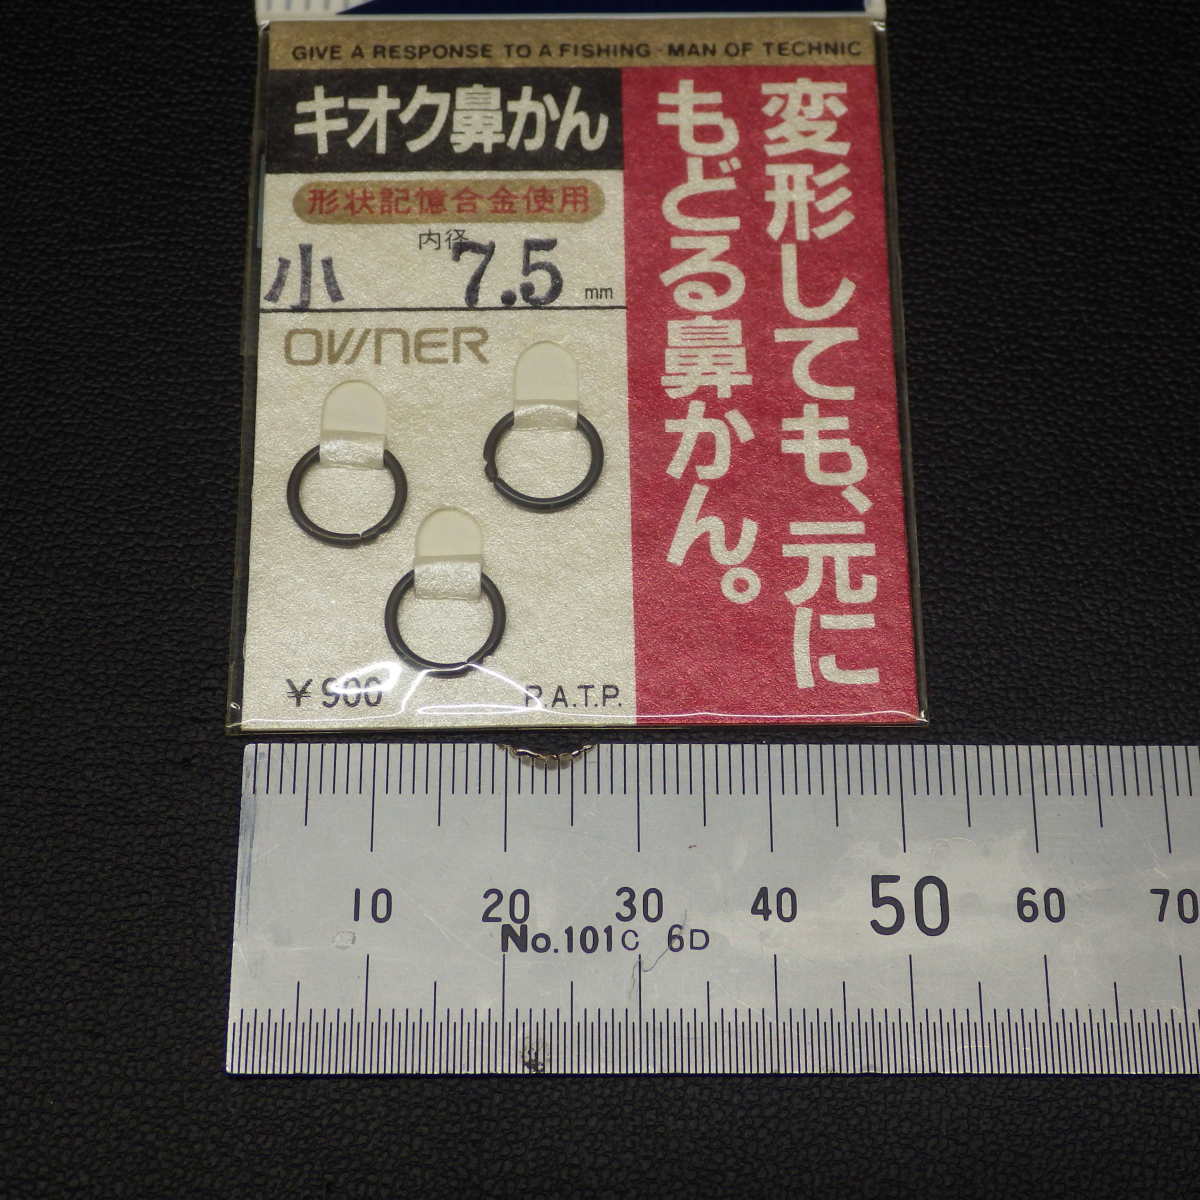 GIVE A RESPONSE TO A FISHING-MAN OF TECHNIC
キオク鼻かん
形状記憶合金使用
内径
小 7.5 mm
OWNER
¥900
P.A.T.P.
変形しても、元に
もどる鼻かん。
10 20 30 40 50 60 70
No.101C 6D